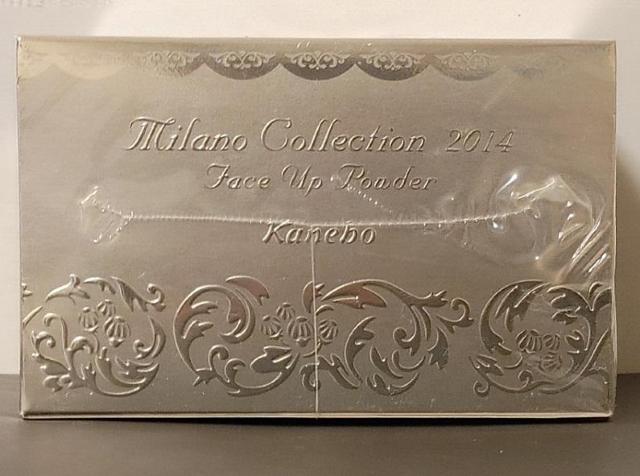 Milano Collection 2014
Face Up Powder
Kanebo